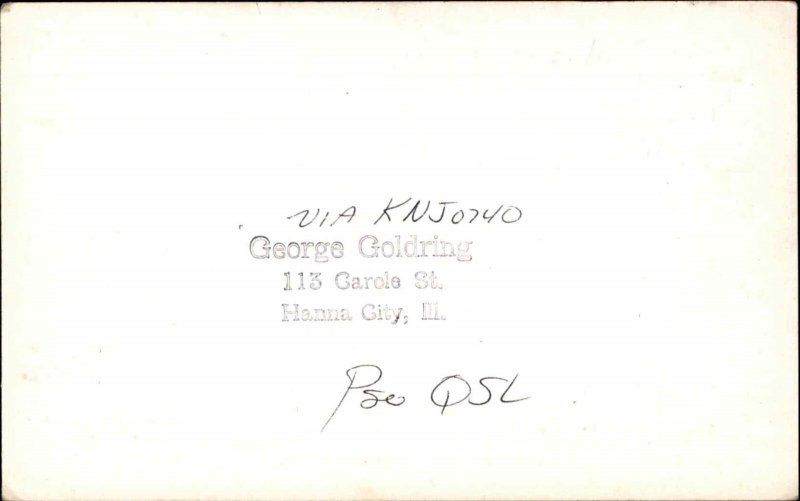 VIA KNJ0740
George Goldring
113 Carole St.
Hanna City, Ill.
Pse QSL